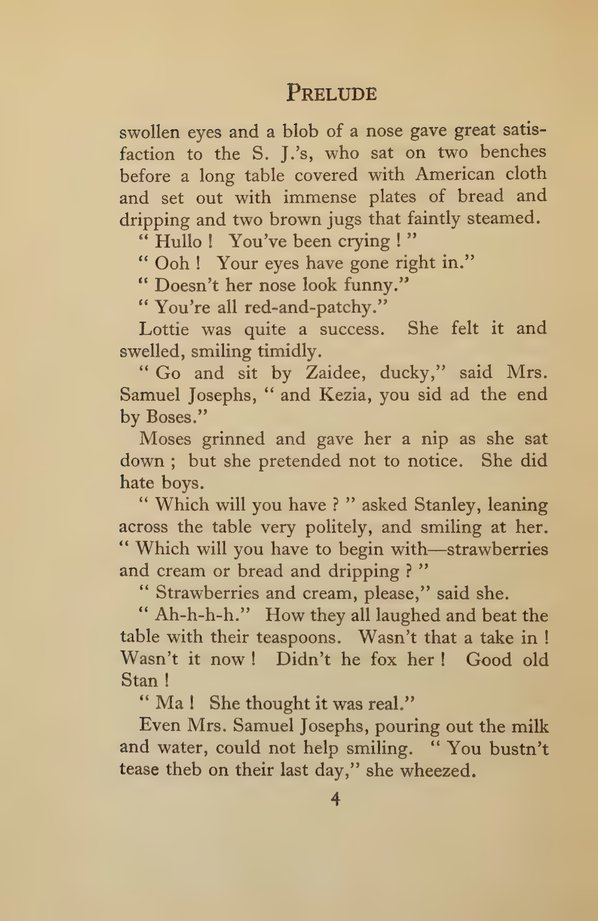 PRELUDE
swollen eyes and a blob of a nose gave great satis-
faction to the S. J.'s, who sat on two benches
before a long table covered with American cloth
and set out with immense plates of bread and
dripping and two brown jugs that faintly steamed.
“ Hullo ! You've been crying ! ”
“ Ooh ! Your eyes have gone right in.”
“ Doesn't her nose look funny.”
“ You're all red-and-patchy.”
Lottie was quite a success. She felt it and
swelled, smiling timidly.
“ Go and sit by Zaidee, ducky,” said Mrs.
Samuel Josephs, “ and Kezia, you sid ad the end
by Boses.”
Moses grinned and gave her a nip as she sat
down ; but she pretended not to notice. She did
hate boys.
“ Which will you have ? ” asked Stanley, leaning
across the table very politely, and smiling at her.
“ Which will you have to begin with—strawberries
and cream or bread and dripping ? ”
“ Strawberries and cream, please,” said she.
“ Ah-h-h-h.” How they all laughed and beat the
table with their teaspoons. Wasn't that a take in !
Wasn't it now ! Didn't he fox her ! Good old
Stan !
“ Ma ! She thought it was real.”
Even Mrs. Samuel Josephs, pouring out the milk
and water, could not help smiling. “ You bustn't
tease theb on their last day,” she wheezed.
4